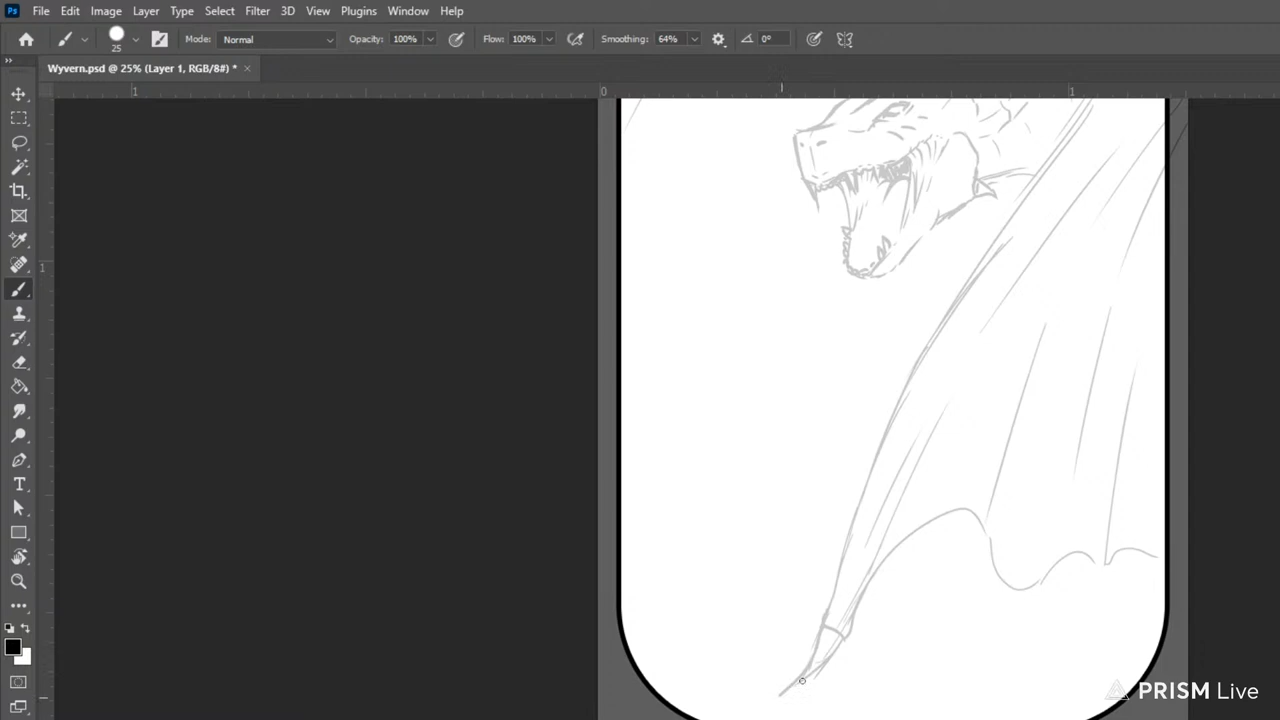 Ps File Edit Image Layer Type Select Filter 3D View Plugins Window Help
25 Mode: Normal Opacity: 100% Flow: 100% Smoothing: 64% 0°
Wyvern.psd @ 25% (Layer 1, RGB/8#) * ×
1 0 1
1
T
PRISM Live